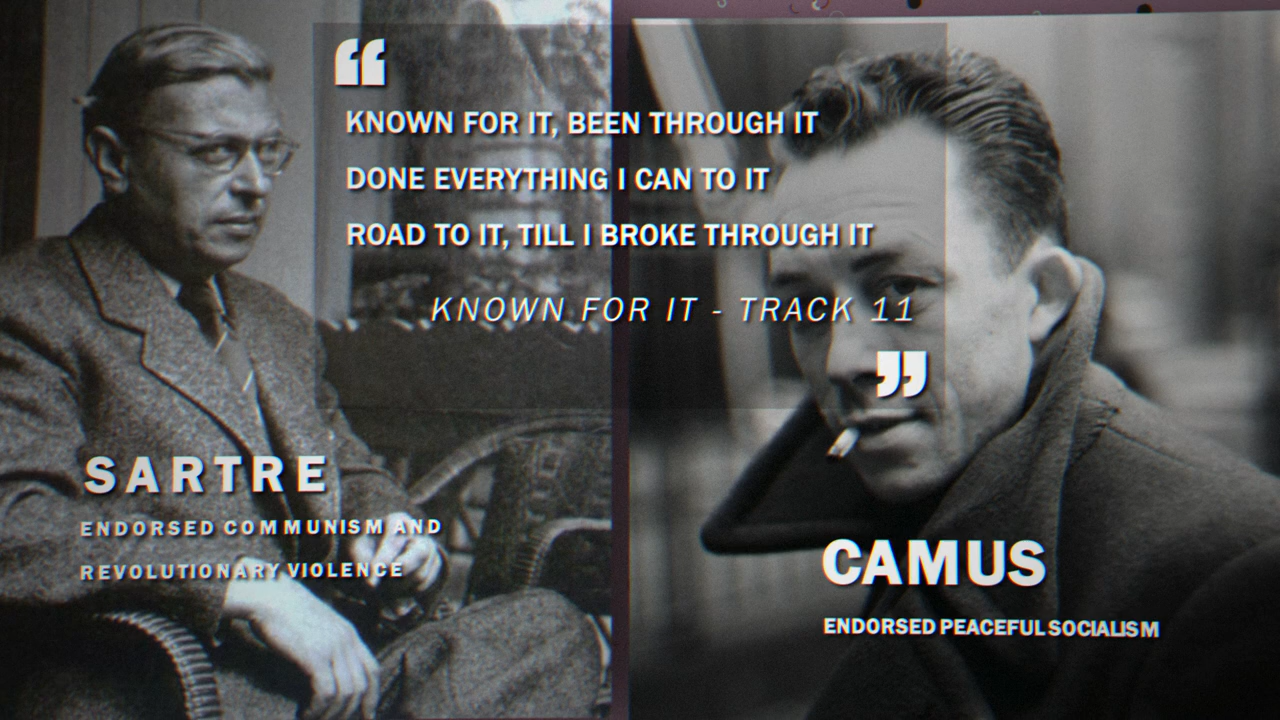 “
KNOWN FOR IT, BEEN THROUGH IT
DONE EVERYTHING I CAN TO IT
ROAD TO IT, TILL I BROKE THROUGH IT
KNOWN FOR IT - TRACK 11
”
SARTRE
ENDORSED COMMUNISM AND
REVOLUTIONARY VIOLENCE
CAMUS
ENDORSED PEACEFUL SOCIALISM